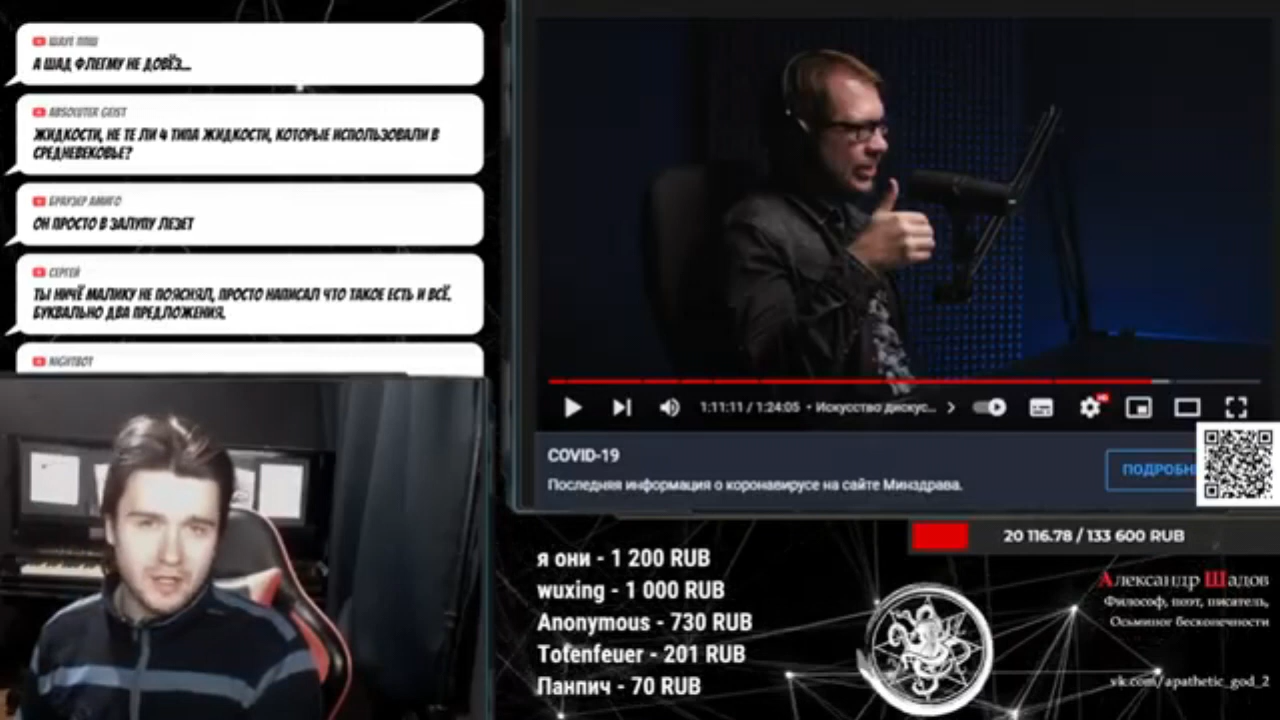 ШАУЕ ППШ
А ШАД ФЛЕГМУ НЕ ДОВЁЗ...
ABSOLUTER GEIST
ЖИДКОСТИ, НЕ ТЕ ЛИ 4 ТИПА ЖИДКОСТИ, КОТОРЫЕ ИСПОЛЬЗОВАЛИ В
СРЕДНЕВЕКОВЬЕ?
БРАУЗЕР АМИГО
ОН ПРОСТО В ЗАЛУПУ ЛЕЗЕТ
СЕРГЕЙ
ТЫ НИЧЁ МАЛИКУ НЕ ПОЯСНЯЛ, ПРОСТО НАПИСАЛ ЧТО ТАКОЕ ЕСТЬ И ВСЁ.
БУКВАЛЬНО ДВА ПРЕДЛОЖЕНИЯ.
NIGHTBOT
1:11:11 / 1:24:05 • Искусство дискус...
HD
COVID-19
Последняя информация о коронавирусе на сайте Минздрава.
ПОДРОБН
20 116.78 / 133 600 RUB
я они - 1 200 RUB
wuxing - 1 000 RUB
Anonymous - 730 RUB
Totenfeuer - 201 RUB
Панпич - 70 RUB
Александр Шадов
Философ, поэт, писатель,
Осьминог бесконечности
vk.com/apathetic_god_2